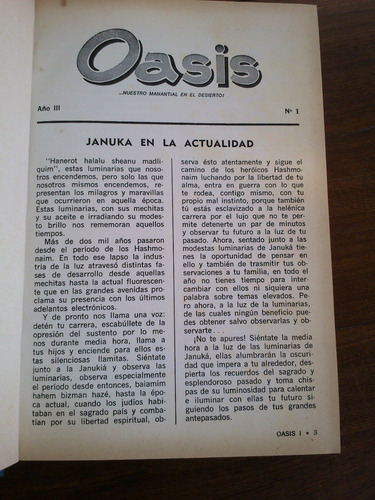 Oasis
...NUESTRO MANANTIAL EN EL DESIERTO!
Año III
Nº 1
JANUKA EN LA ACTUALIDAD
"Hanerot halalu sheanu madli-
quim", estas luminarias que noso-
tros encendemos, pero solo las que
nosotros mismos encendemos, re-
presentan los milagros y maravillas
que ocurrieron en aquella época.
Estas luminarias, con sus mechitas
y su aceite e irradiando su modes-
to brillo nos rememoran aquellos
tiempos.
Más de dos mil años pasaron
desde el período de los Hashmo-
naim. En todo ese lapso la indus-
tria de la luz atravesó distintas fa-
ses de desarrollo desde aquellas
mechitas hasta la actual fluorescen-
te que en las grandes avenidas pro-
clama su presencia con los últimos
adelantos electrónicos.
Y de pronto nos llama una voz:
detén tu carrera, escabúllete de la
opresión del sustento por lo me-
nos durante media hora, llama a
tus hijos y enciende para ellos es-
tas silenciosas llamitas. Siéntate
junto a la Janukiá y observa las
luminarias, observa especialmente
el período desde entonces, baiamim
hahem bizman hazé, hasta la épo-
ca actual, cuando los judíos habi-
taban en el sagrado país y comba-
tían por su libertad espiritual, ob-
serva ésto atentamente y sigue el
camino de los heróicos Hashmo-
naim luchando por la libertad de tu
alma, entra en guerra con lo que
te rodea, contigo mismo, con tu
propio mal instinto, porque también
tú estás esclavizado a la helénica
carrera por el lujo que no te permi-
te detenerte un par de minutos
y observar tu futuro a la luz de tu
pasado. Ahora, sentado junto a las
modestas luminarias de Janukά tie-
nes la oportunidad de pensar en
ello y también de trasmitir tus ob-
servaciones a tu familia, en todo el
año no tienes tiempo para inter-
cambiar con ellos ni siquiera una
palabra sobre temas elevados. Pe-
ro ahora, a la luz de la luminarias,
de las cuales ningún beneficio pue-
des obtener salvo observarlas y ob-
servarte...
¡No te apures! Siéntate la media
hora a la luz de las luminarias de
Januká, ellas alumbrarán la oscuri-
dad que impera a tu alrededor, des-
pierta los recuerdos del sagrado y
esplendoroso pasado y toma chis-
pas de su luminosidad para calentar
e iluminar con ellas tu futuro si-
guiendo los pasos de tus grandes
antepasados.
OASIS I • 3